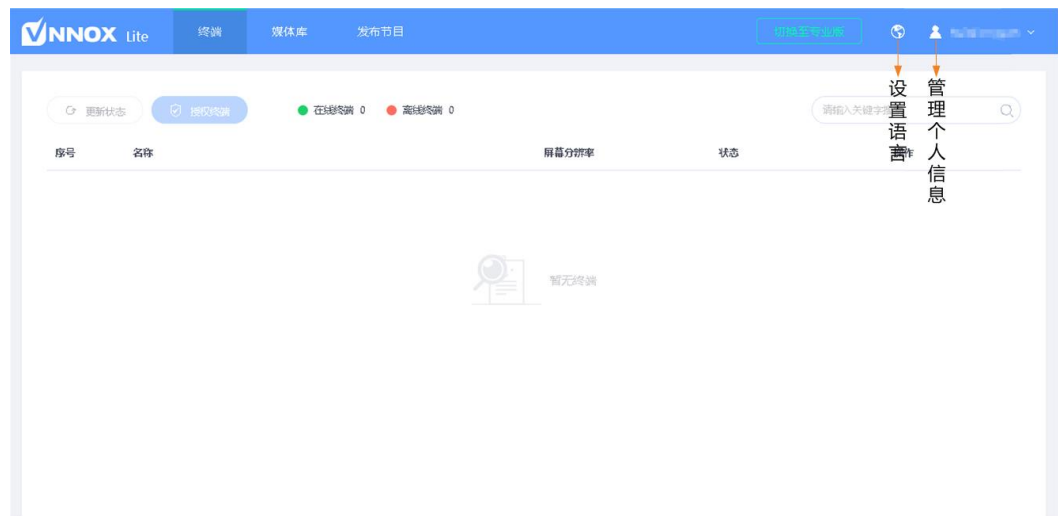 VNNOX Lite
终端
媒体库
发布节目
切换至专业版
更新状态
授权终端
在线终端 0
离线终端 0
请输入关键字
设置语言
管理个人信息
序号
名称
屏幕分辨率
状态
操作
暂无终端